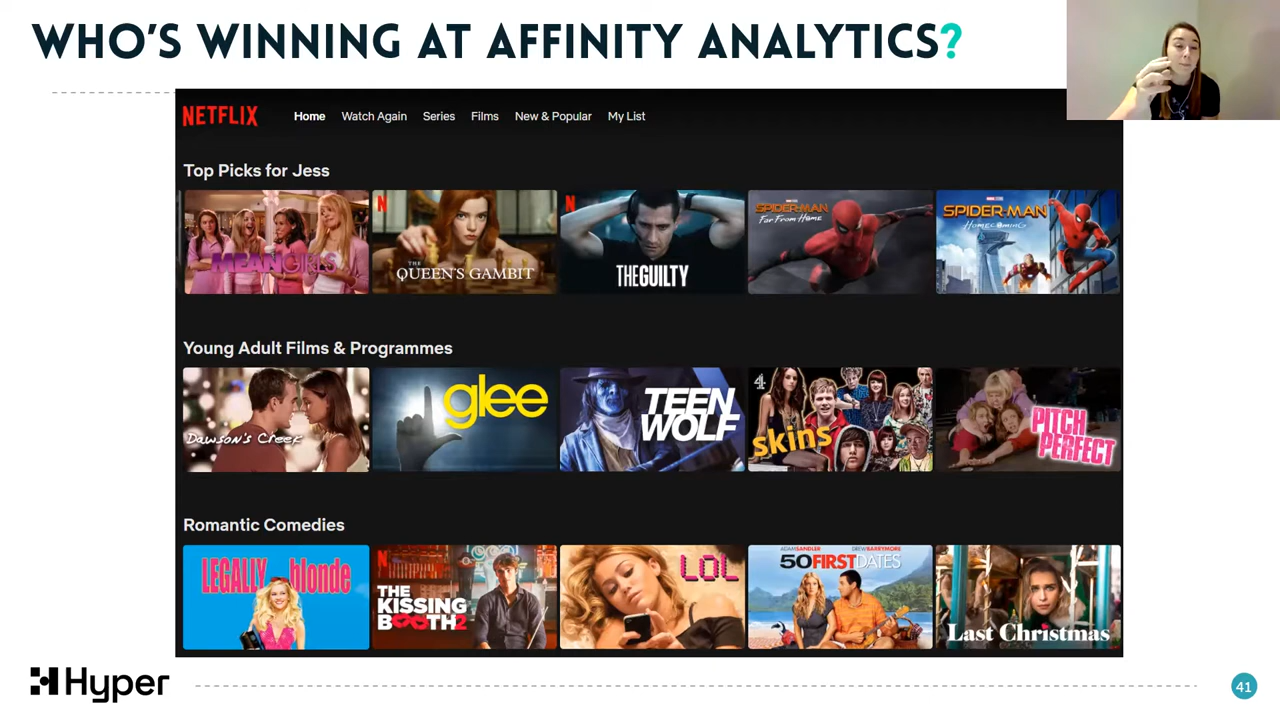 WHO'S WINNING AT AFFINITY ANALYTICS?
NETFLIX Home Watch Again Series Films New & Popular My List
Top Picks for Jess
MEAN GIRLS
N
THE
QUEEN'S GAMBIT
N
THE GUILTY
SPIDER-MAN
Far From Home
SPIDER-MAN
HOMECOMING
Young Adult Films & Programmes
Dawson's Creek
glee
TEEN
WOLF
4
skins
PITCH
PERFECT
Romantic Comedies
LEGALLY blonde
N
THE
KISSING
BOOTH2
LOL
ADAM SANDLER DREW BARRYMORE
50 FIRST DATES
Last Christmas
Hyper
41